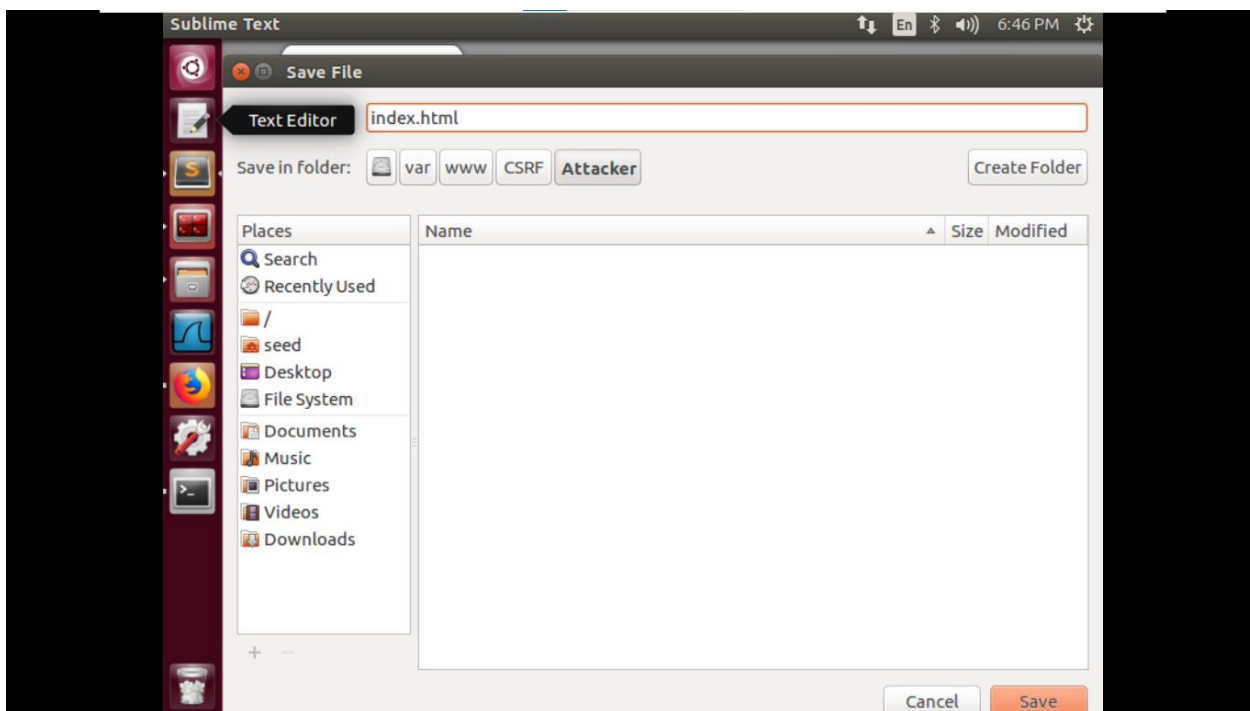 Sublime Text
En
6:46 PM
Save File
Text Editor
index.html
Save in folder:
var
www
CSRF
Attacker
Create Folder
Places
Name
Size
Modified
Search
Recently Used
/
seed
Desktop
File System
Documents
Music
Pictures
Videos
Downloads
Cancel
Save